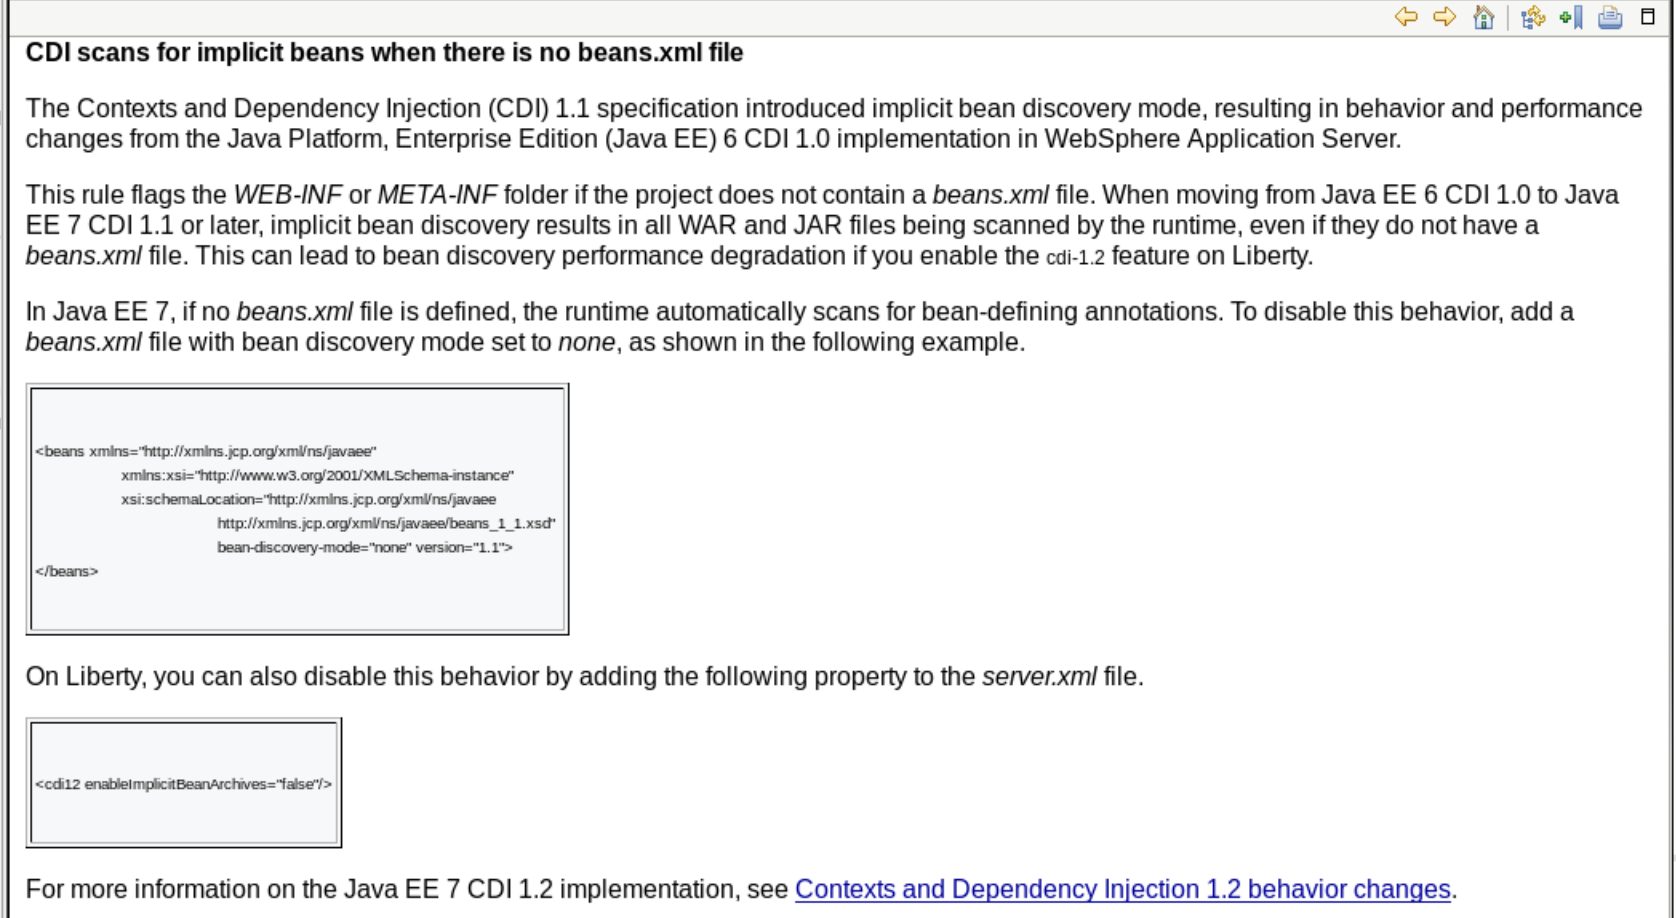 CDI scans for implicit beans when there is no beans.xml file
The Contexts and Dependency Injection (CDI) 1.1 specification introduced implicit bean discovery mode, resulting in behavior and performance
changes from the Java Platform, Enterprise Edition (Java EE) 6 CDI 1.0 implementation in WebSphere Application Server.
This rule flags the WEB-INF or META-INF folder if the project does not contain a beans.xml file. When moving from Java EE 6 CDI 1.0 to Java
EE 7 CDI 1.1 or later, implicit bean discovery results in all WAR and JAR files being scanned by the runtime, even if they do not have a
beans.xml file. This can lead to bean discovery performance degradation if you enable the cdi-1.2 feature on Liberty.
In Java EE 7, if no beans.xml file is defined, the runtime automatically scans for bean-defining annotations. To disable this behavior, add a
beans.xml file with bean discovery mode set to none, as shown in the following example.
<beans xmlns="http://xmlns.jcp.org/xml/ns/javaee"
xmlns:xsi="http://www.w3.org/2001/XMLSchema-instance"
xsi:schemaLocation="http://xmlns.jcp.org/xml/ns/javaee
http://xmlns.jcp.org/xml/ns/javaee/beans_1_1.xsd"
bean-discovery-mode="none" version="1.1">
</beans>
On Liberty, you can also disable this behavior by adding the following property to the server.xml file.
<cdi12 enableImplicitBeanArchives="false"/>
For more information on the Java EE 7 CDI 1.2 implementation, see Contexts and Dependency Injection 1.2 behavior changes.